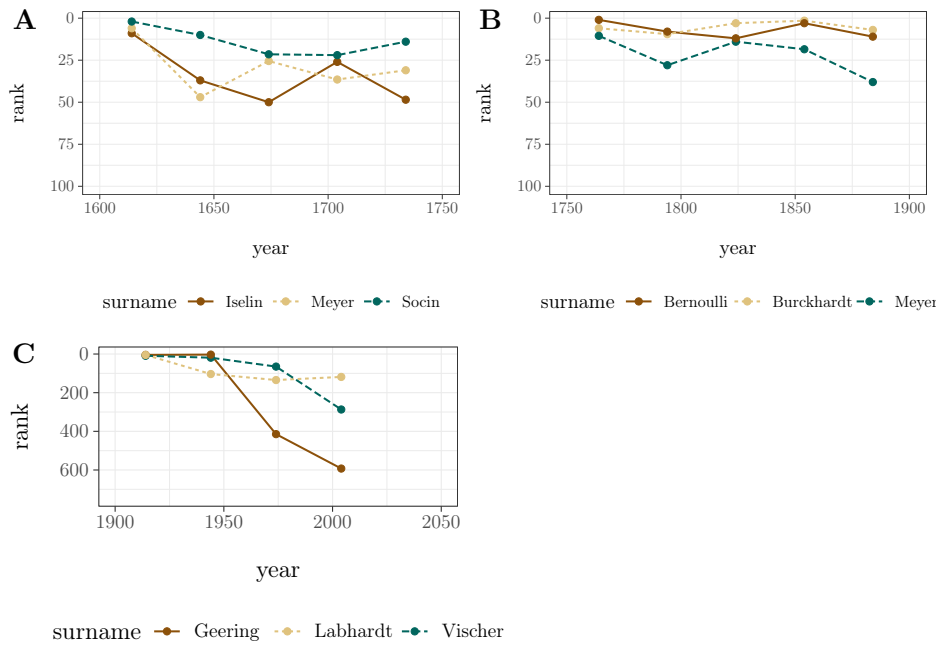 A
rank
0
25
50
75
100
1600
1650
1700
1750
year
surname Iselin Meyer Socin
B
rank
0
25
50
75
100
1750
1800
1850
1900
year
surname Bernoulli Burckhardt Meyer
C
rank
0
200
400
600
1900
1950
2000
2050
year
surname Geering Labhardt Vischer